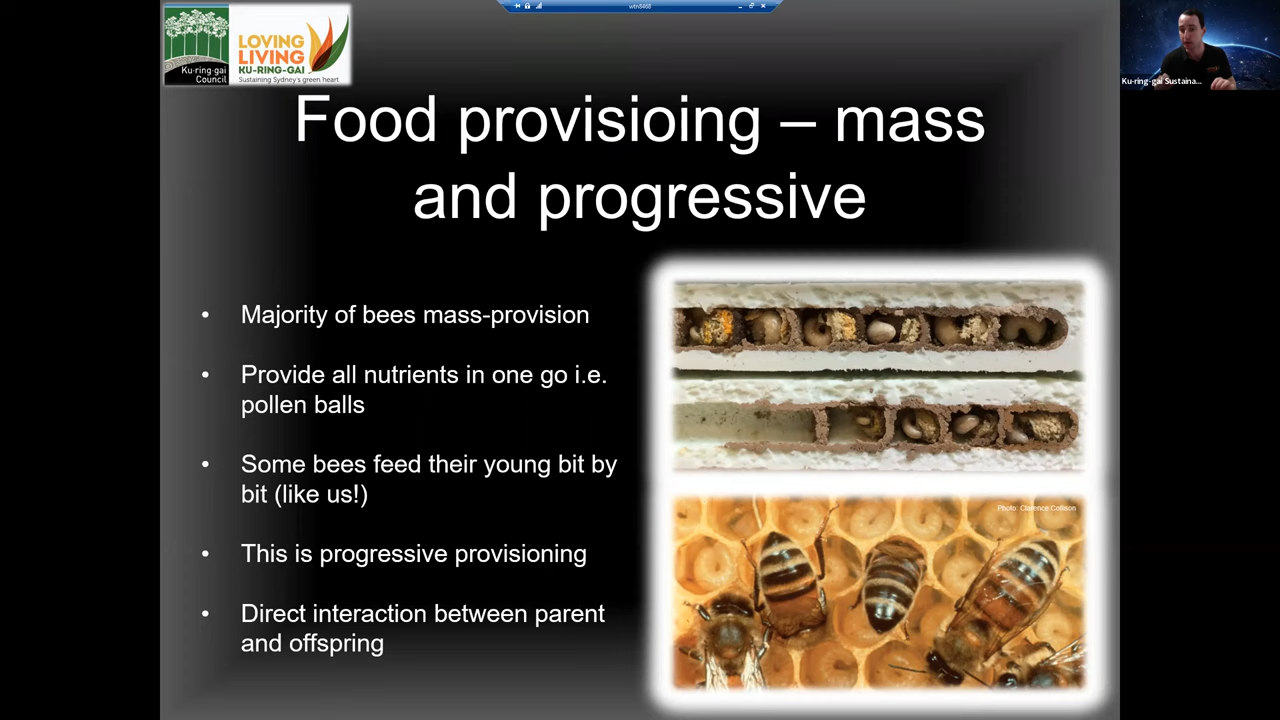 wtn8468
Ku-ring-gai
Council
LOVING
LIVING
KU-RING-GAI
Sustaining Sydney's green heart
Ku-ring-gai Sustaina...
Food provisioing – mass
and progressive
• Majority of bees mass-provision
• Provide all nutrients in one go i.e.
pollen balls
• Some bees feed their young bit by
bit (like us!)
• This is progressive provisioning
• Direct interaction between parent
and offspring
Photo: Clarence Collison